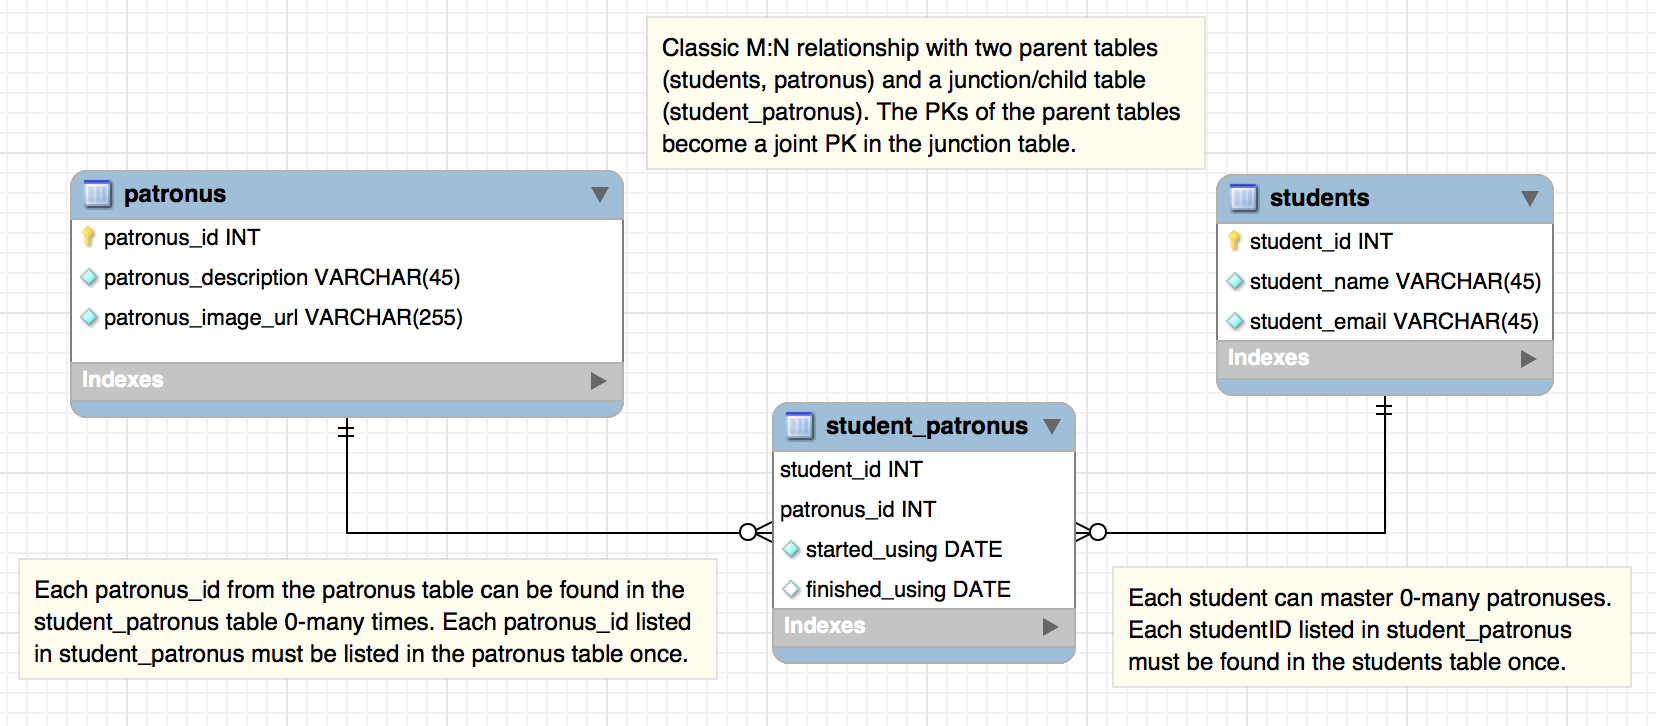 Classic M:N relationship with two parent tables
(students, patronus) and a junction/child table
(student_patronus). The PKs of the parent tables
become a joint PK in the junction table.
patronus
patronus_id INT
patronus_description VARCHAR(45)
patronus_image_url VARCHAR(255)
Indexes
students
student_id INT
student_name VARCHAR(45)
student_email VARCHAR(45)
Indexes
student_patronus
student_id INT
patronus_id INT
started_using DATE
finished_using DATE
Indexes
Each patronus_id from the patronus table can be found in the
student_patronus table 0-many times. Each patronus_id listed
in student_patronus must be listed in the patronus table once.
Each student can master 0-many patronuses.
Each studentID listed in student_patronus
must be found in the students table once.